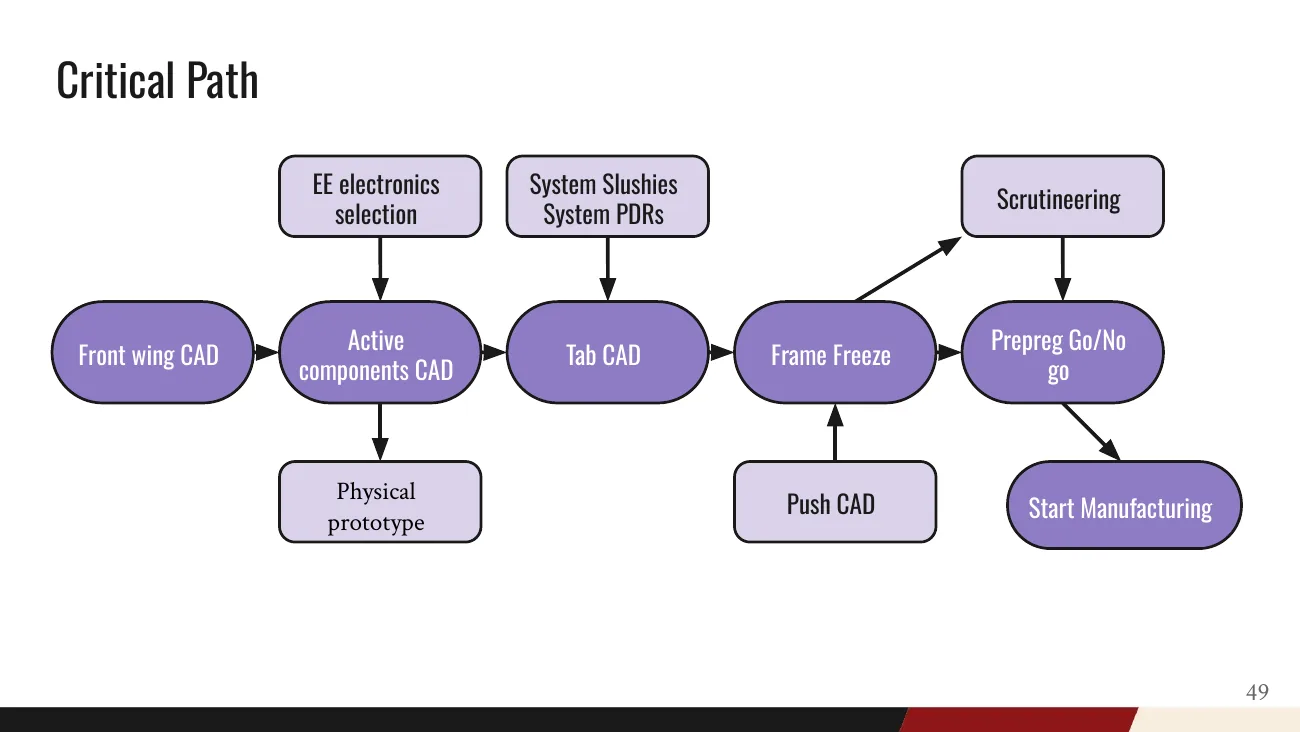 Critical Path
EE electronics
selection
System Slushies
System PDRs
Scrutineering
Front wing CAD
Active
components CAD
Tab CAD
Frame Freeze
Prepreg Go/No
go
Physical
prototype
Push CAD
Start Manufacturing
49